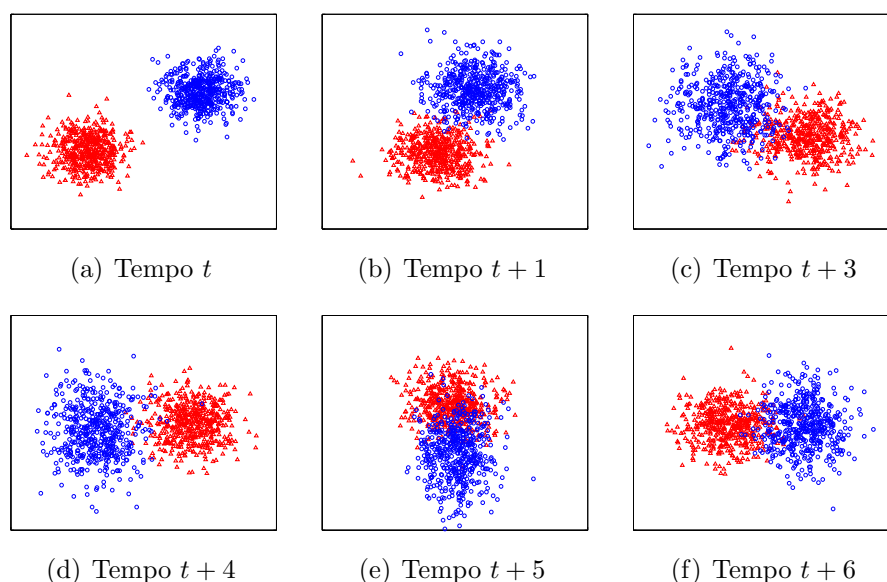 (a) Tempo t
(b) Tempo t + 1
(c) Tempo t + 3
(d) Tempo t + 4
(e) Tempo t + 5
(f) Tempo t + 6